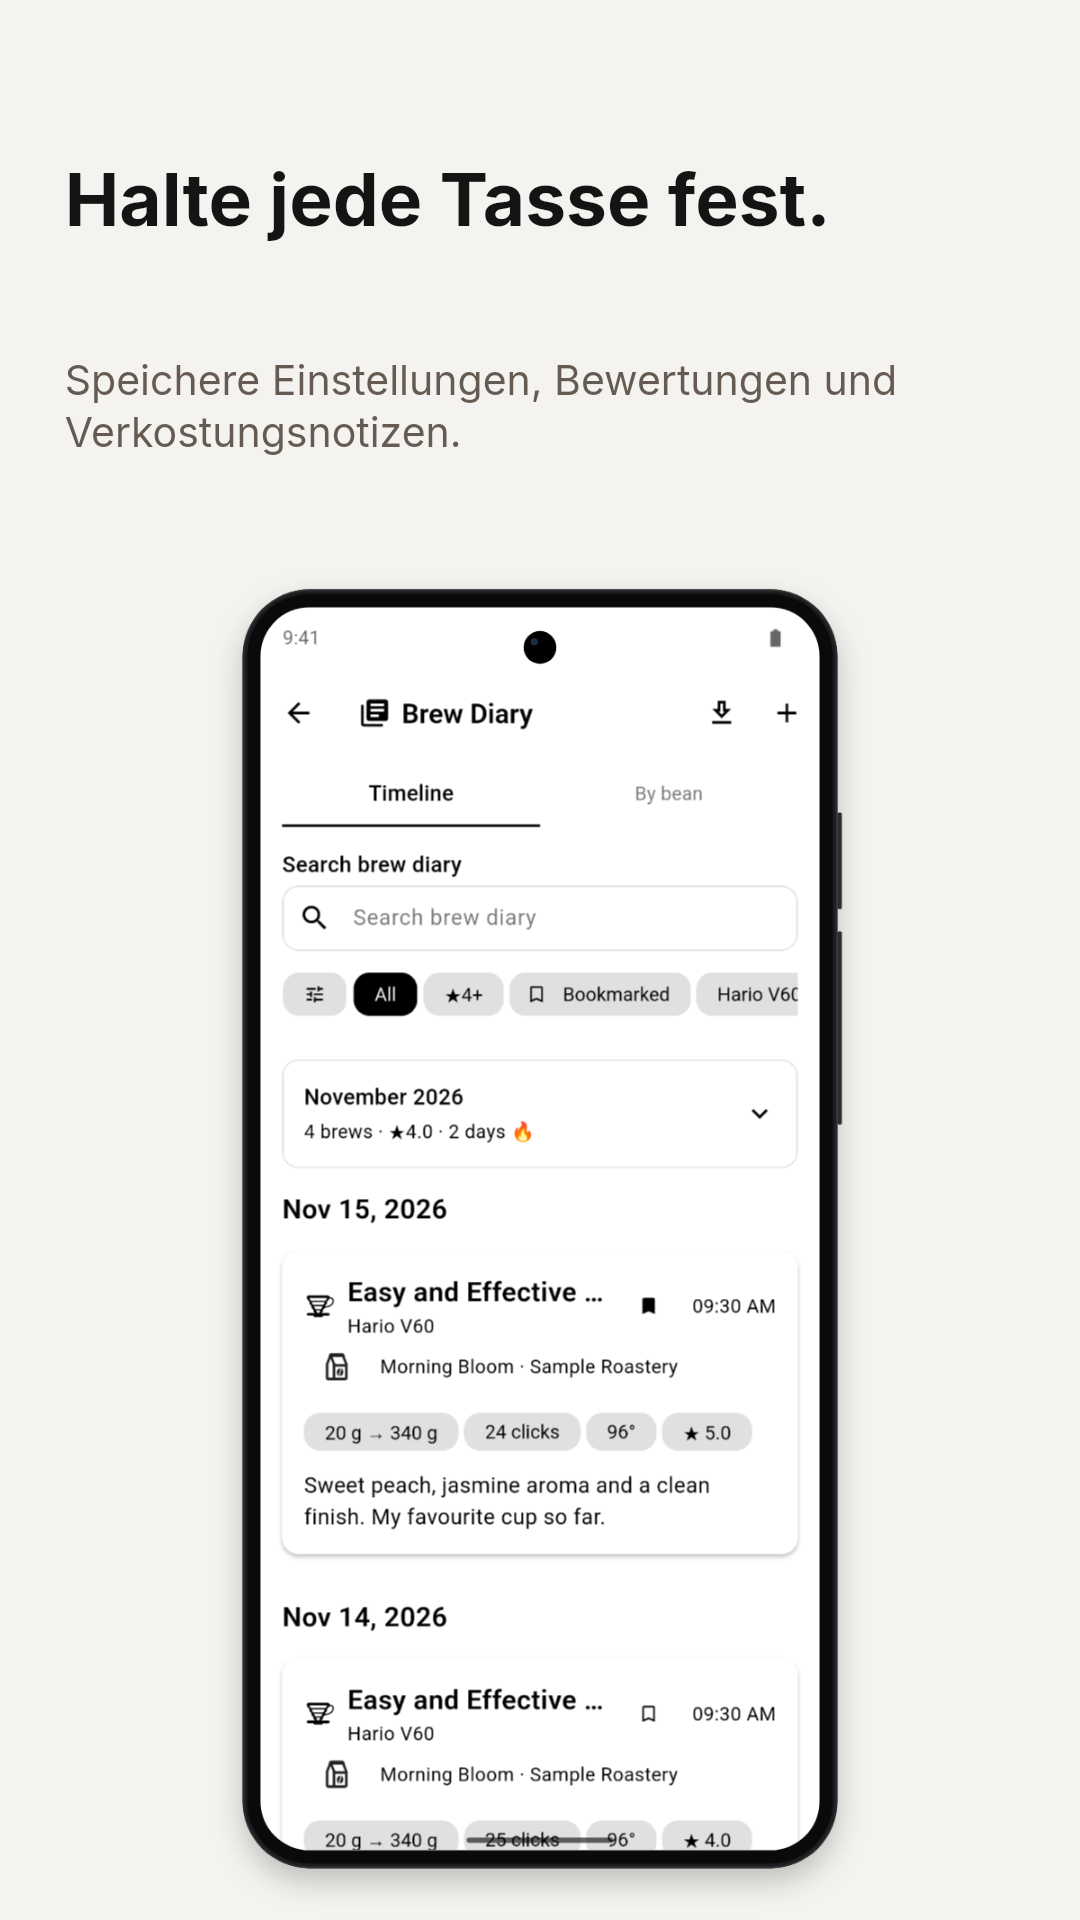 Halte jede Tasse fest.
Speichere Einstellungen, Bewertungen und
Verkostungsnotizen.
9:41
Brew Diary
Timeline
By bean
Search brew diary
Search brew diary
All
★4+
Bookmarked
Hario V60
November 2026
4 brews · ★4.0 · 2 days 🔥
Nov 15, 2026
Easy and Effective ...
09:30 AM
Hario V60
Morning Bloom · Sample Roastery
20 g → 340 g
24 clicks
96°
★ 5.0
Sweet peach, jasmine aroma and a clean
finish. My favourite cup so far.
Nov 14, 2026
Easy and Effective ...
09:30 AM
Hario V60
Morning Bloom · Sample Roastery
20 g → 340 g
25 clicks
96°
★ 4.0